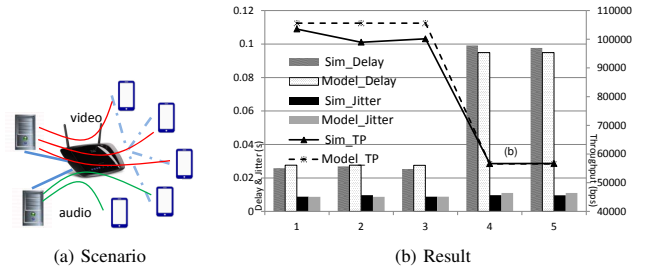 video
audio
(a) Scenario
0.12
0.1
0.08
0.06
0.04
0.02
0
Delay & Jitter (s)
Sim_Delay
Model_Delay
Sim_Jitter
Model_Jitter
Sim_TP
Model_TP
(b)
1 2 3 4 5
110000
100000
90000
80000
70000
60000
50000
40000
Throughput (bps)
(b) Result